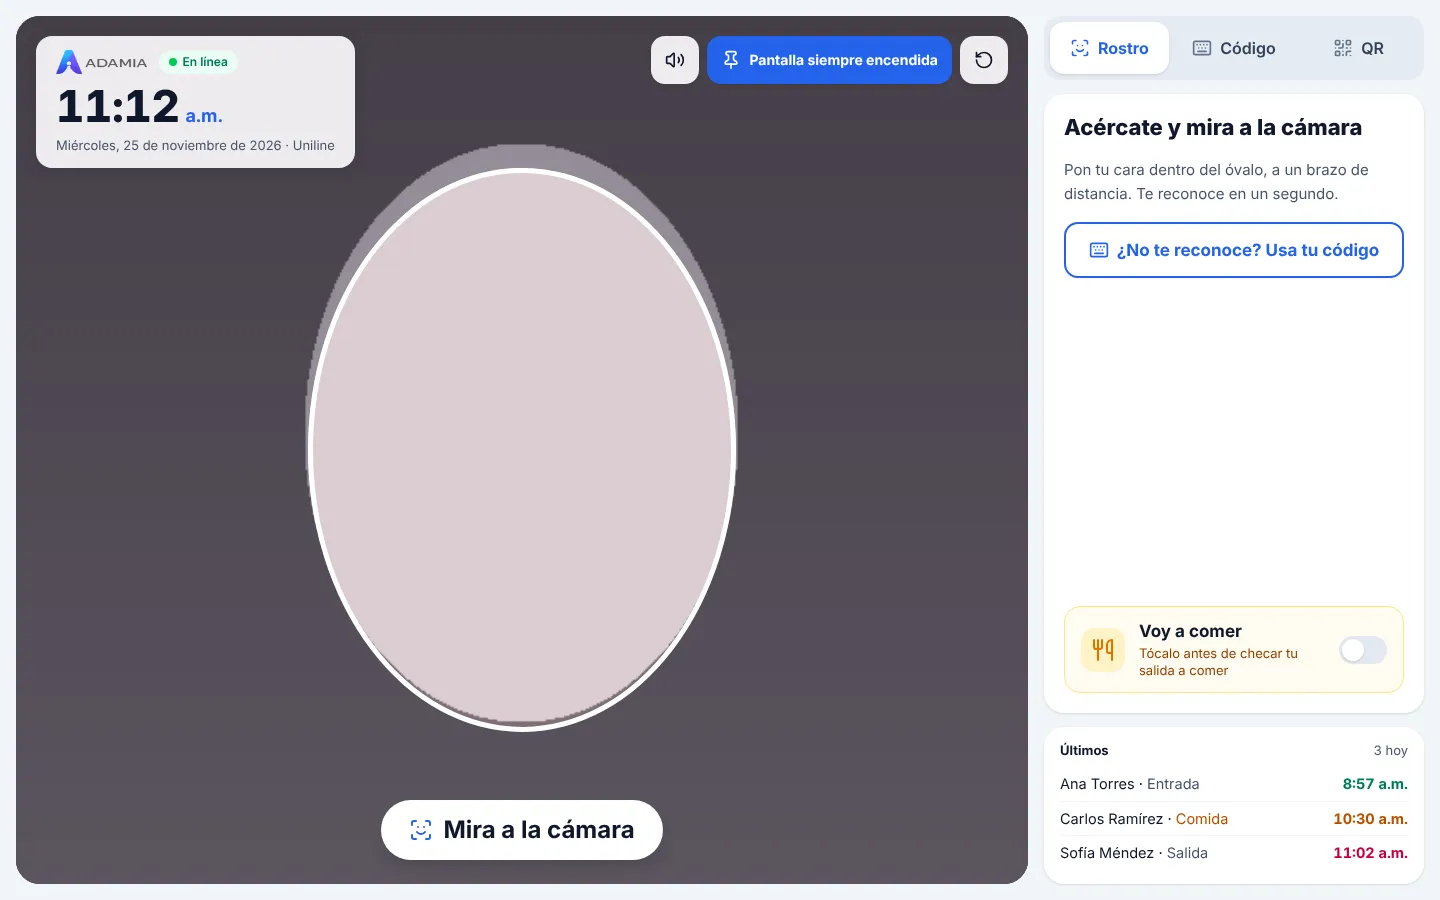 ADAMIA
En línea
11:12 a.m.
Miércoles, 25 de noviembre de 2026 · Uniline
Pantalla siempre encendida
Mira a la cámara
Rostro
Código
QR
Acércate y mira a la cámara
Pon tu cara dentro del óvalo, a un brazo de
distancia. Te reconoce en un segundo.
¿No te reconoce? Usa tu código
Voy a comer
Tócalo antes de checar tu
salida a comer
Últimos
3 hoy
Ana Torres · Entrada 8:57 a.m.
Carlos Ramírez · Comida 10:30 a.m.
Sofía Méndez · Salida 11:02 a.m.